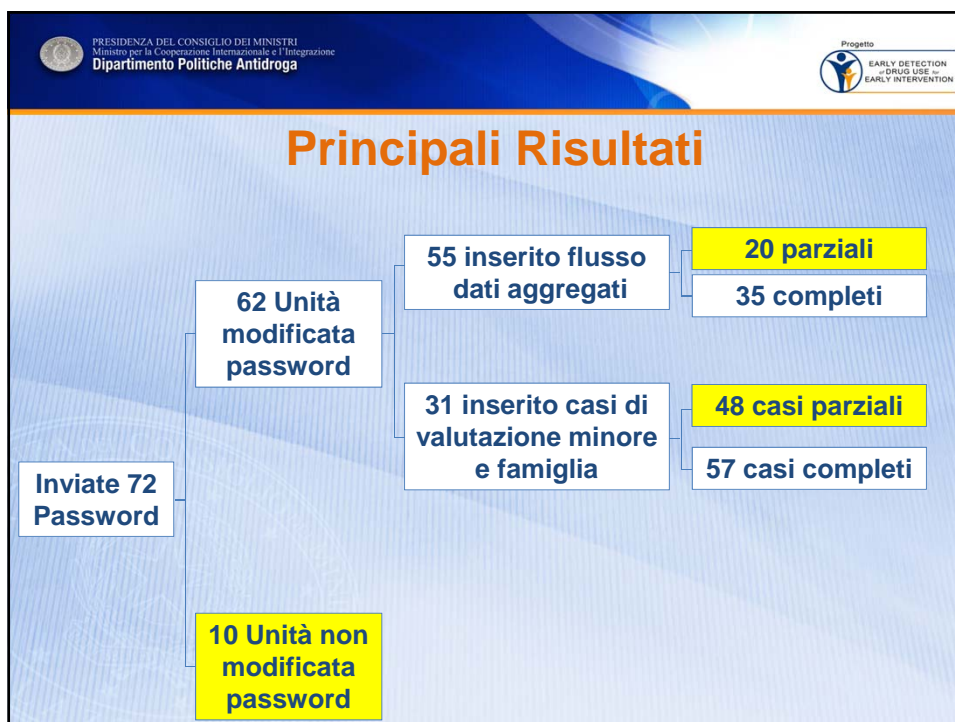 PRESIDENZA DEL CONSIGLIO DEI MINISTRI
Ministro per la Cooperazione Internazionale e l'Integrazione
Dipartimento Politiche Antidroga
Progetto
EARLY DETECTION
of DRUG USE for
EARLY INTERVENTION
Principali Risultati
Inviate 72
Password
62 Unità
modificata
password
55 inserito flusso
dati aggregati
20 parziali
35 completi
31 inserito casi di
valutazione minore
e famiglia
48 casi parziali
57 casi completi
10 Unità non
modificata
password